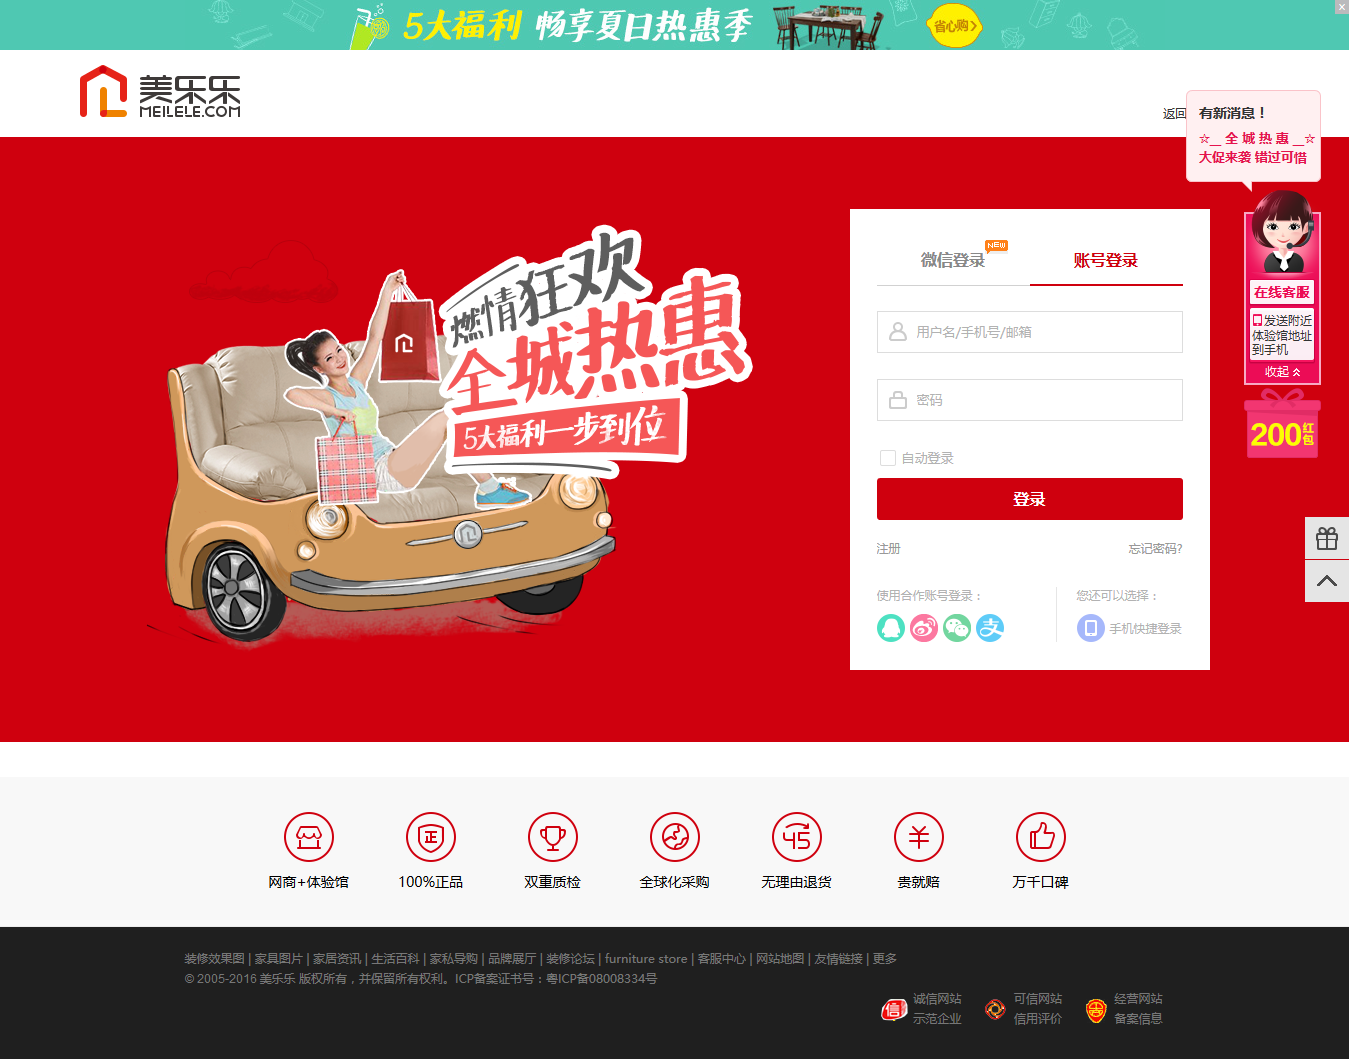 5大福利 畅享夏日热惠季 省心购
美乐乐
MEILELE.COM
返回
有新消息！
☆__ 全 城 热 惠 __☆
大促来袭 错过可惜
在线客服
发送附近
体验馆地址
到手机
收起
200红包
燃情狂欢
全城热惠
5大福利一步到位
微信登录 NEW 账号登录
用户名/手机号/邮箱
密码
自动登录
登录
注册 忘记密码?
使用合作账号登录： 您还可以选择：
手机快捷登录
网商+体验馆 100%正品 双重质检 全球化采购 无理由退货 贵就赔 万千口碑
装修效果图 | 家具图片 | 家居资讯 | 生活百科 | 家私导购 | 品牌展厅 | 装修论坛 | furniture store | 客服中心 | 网站地图 | 友情链接 | 更多
© 2005-2016 美乐乐 版权所有，并保留所有权利。ICP备案证书号：粤ICP备08008334号
诚信网站 可信网站 经营网站
示范企业 信用评价 备案信息